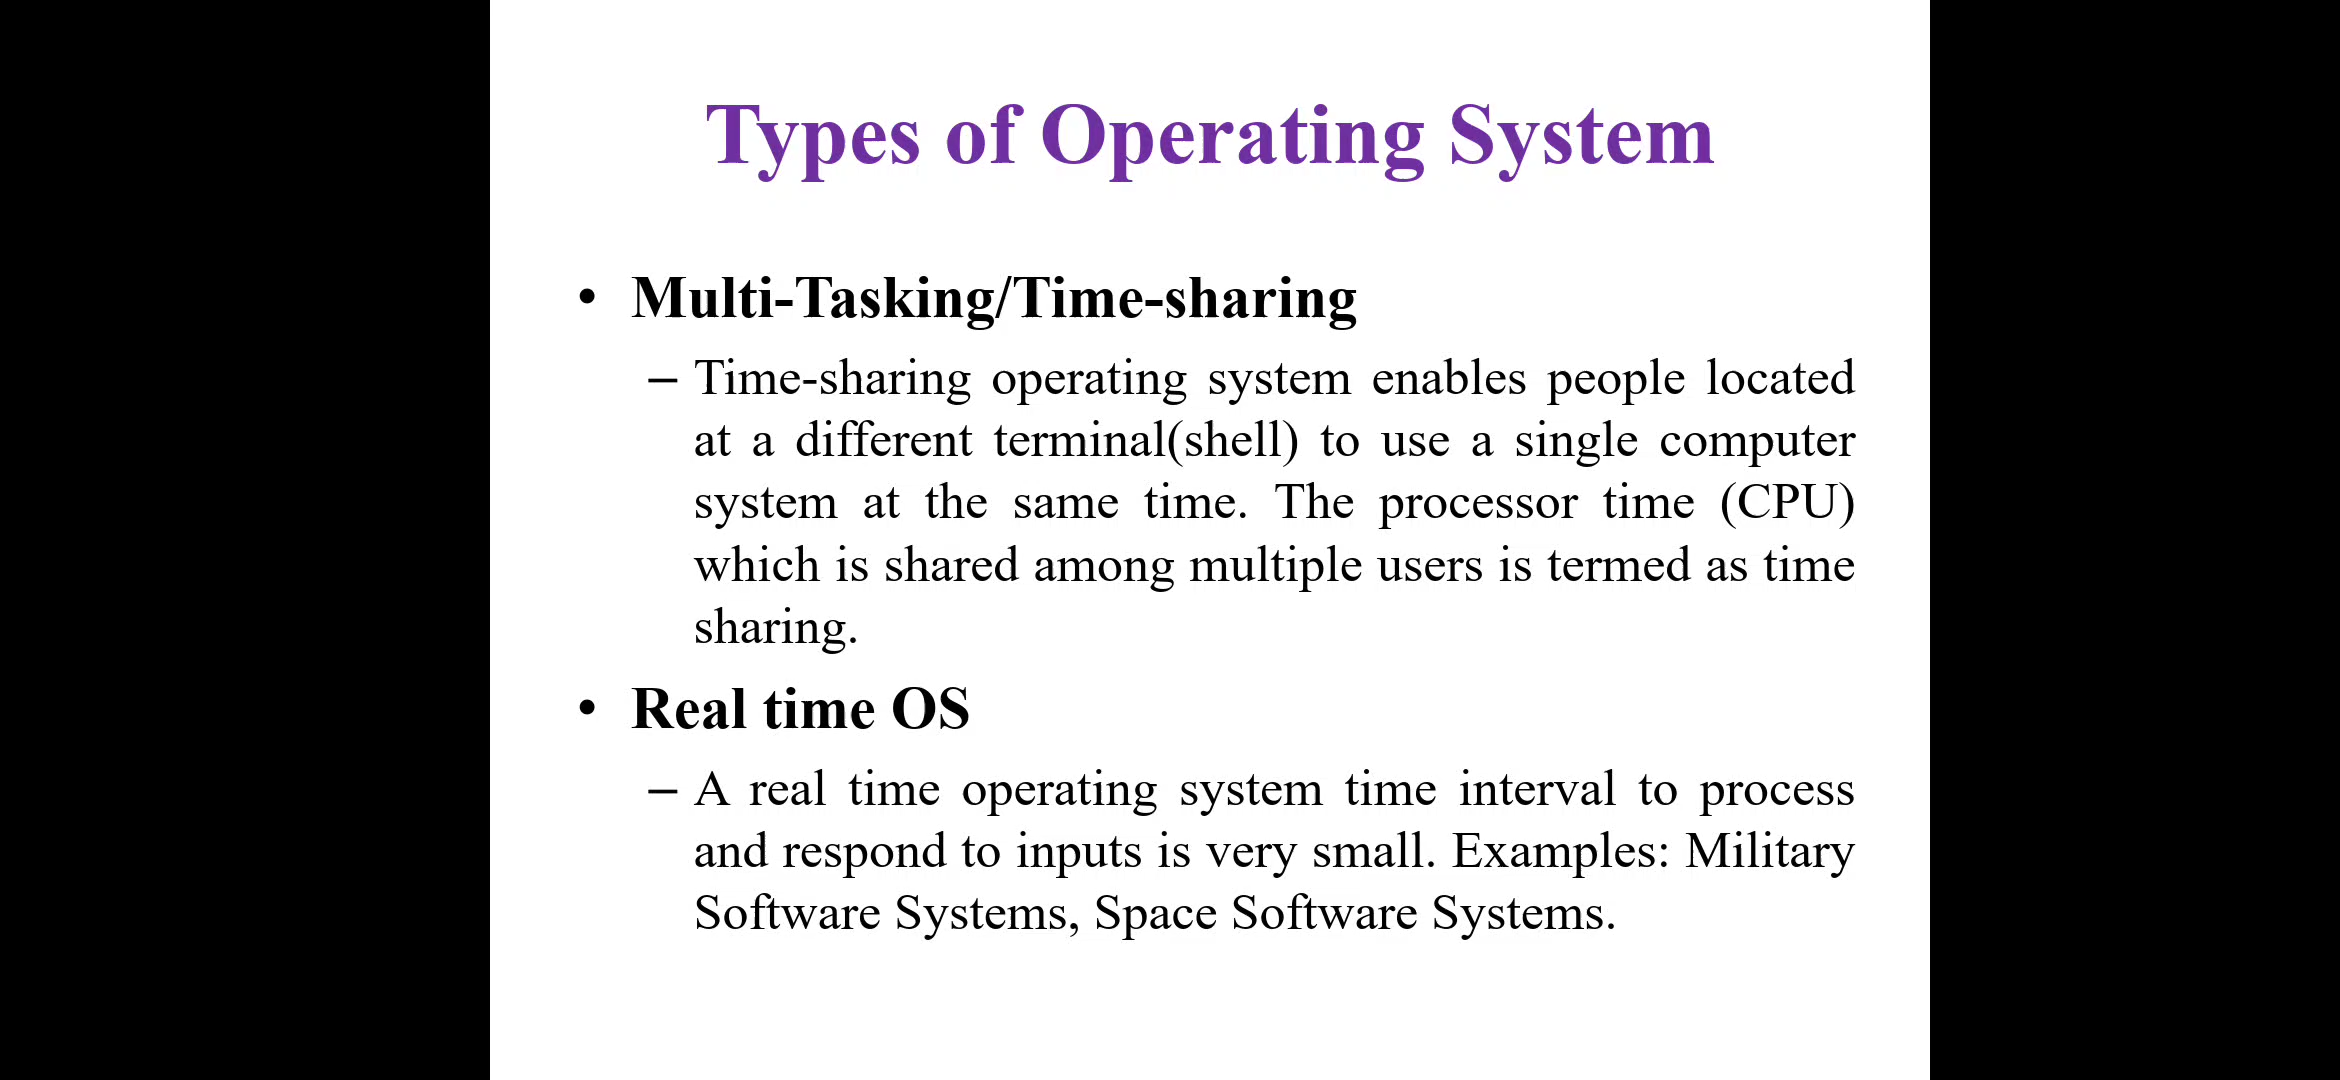 Types of Operating System
• Multi-Tasking/Time-sharing
– Time-sharing operating system enables people located
at a different terminal(shell) to use a single computer
system at the same time. The processor time (CPU)
which is shared among multiple users is termed as time
sharing.
• Real time OS
– A real time operating system time interval to process
and respond to inputs is very small. Examples: Military
Software Systems, Space Software Systems.